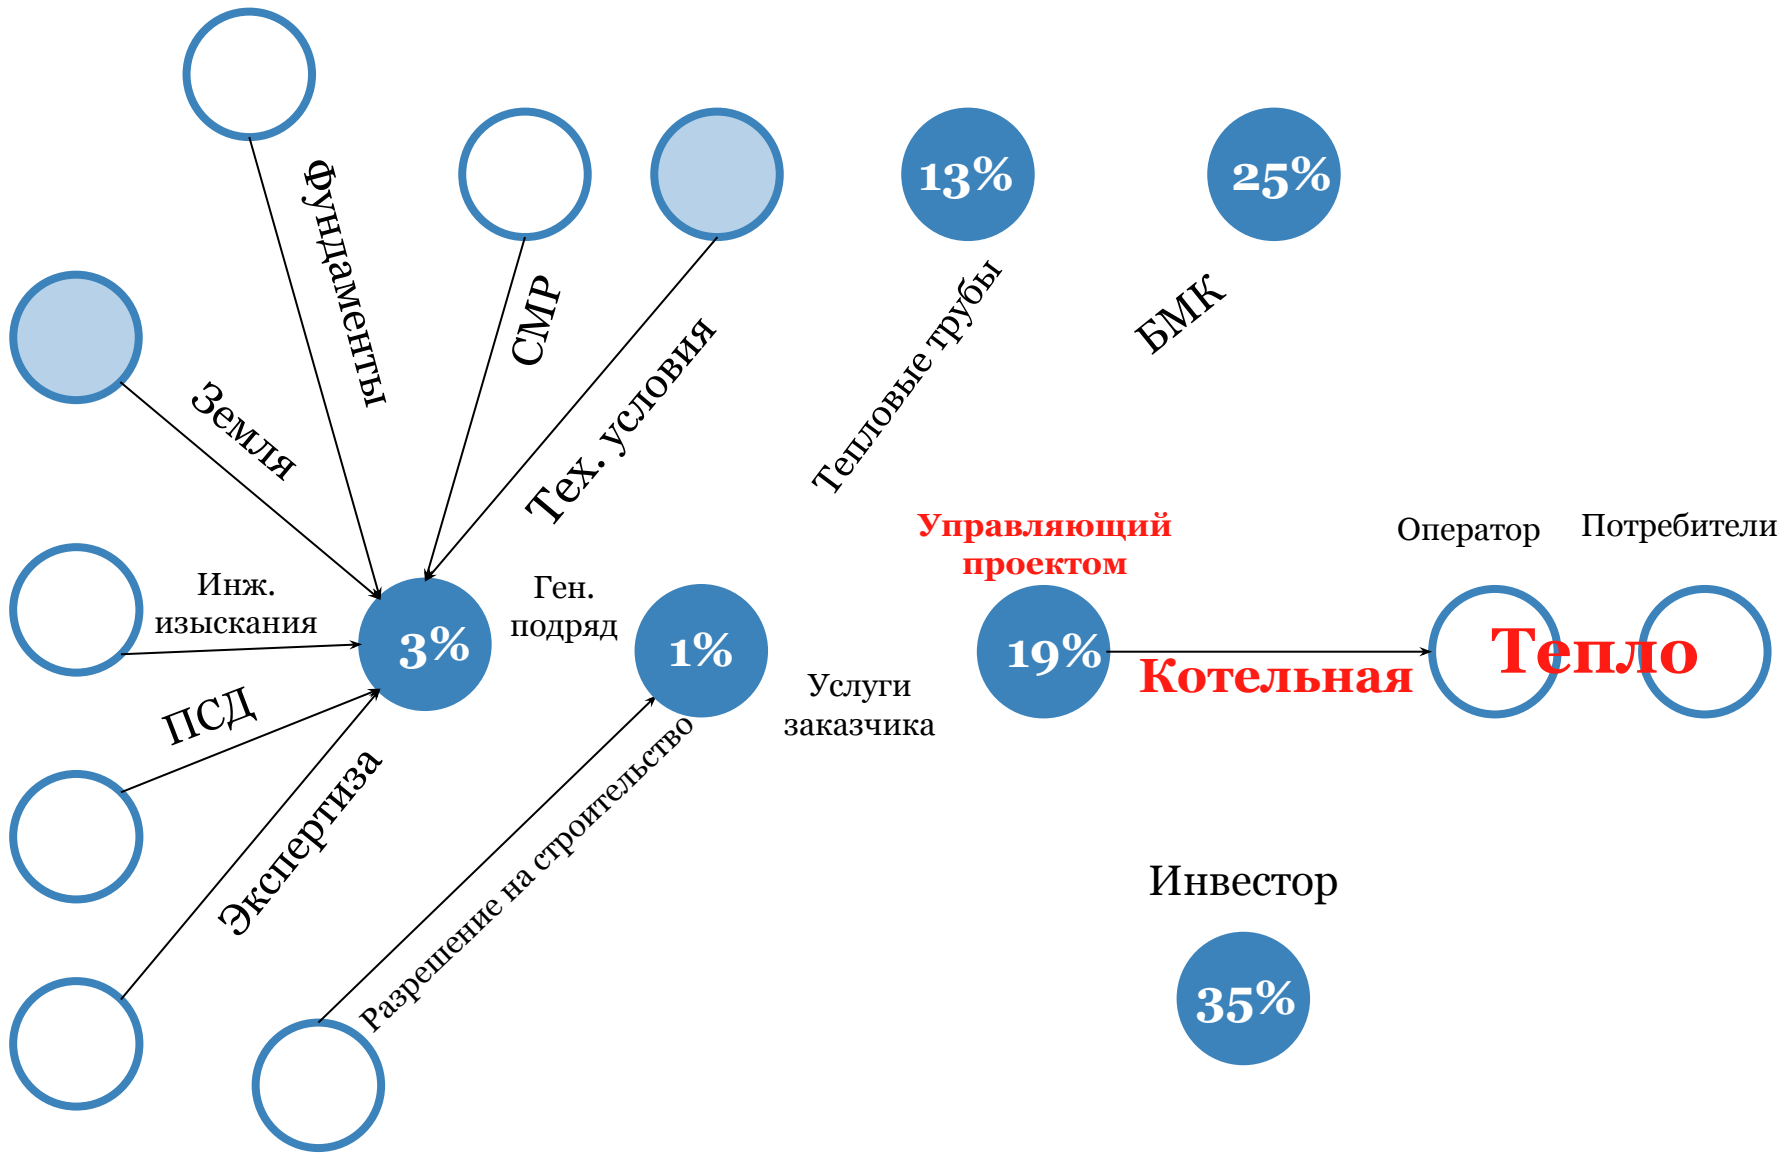 13%
25%
Фундаменты
СМР
Тех. условия
Тепловые трубы
БМК
Земля
Управляющий
проектом
Оператор
Потребители
Инж.
изыскания
3%
Ген.
подряд
1%
19%
Котельная
Тепло
Услуги
заказчика
ПСД
Экспертиза
Разрешение на строительство
Инвестор
35%